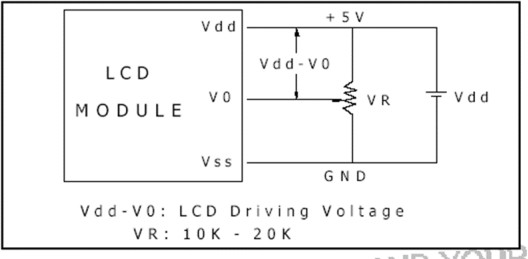 +5V
Vdd
Vdd-V0
LCD
MODULE
V0
VR
Vdd
Vss
GND
Vdd-V0: LCD Driving Voltage
VR: 10K - 20K